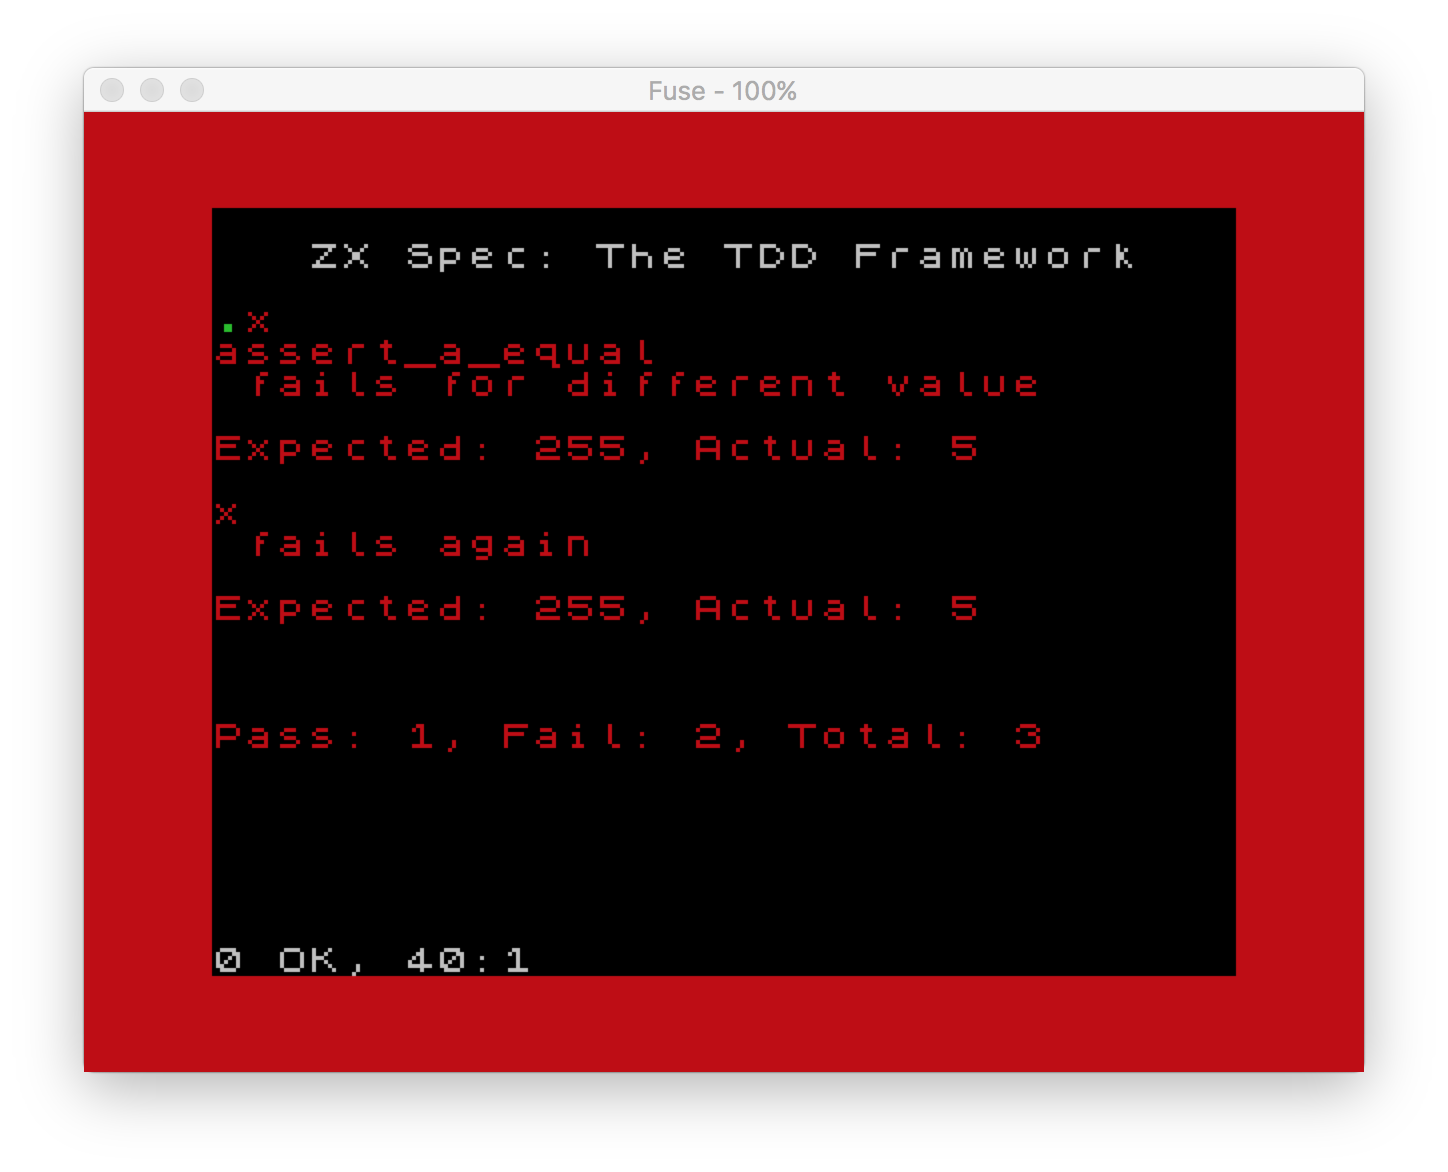 Fuse - 100%
ZX Spec: The TDD Framework
.x
assert_a_equal
fails for different value
Expected: 255, Actual: 5
x
fails again
Expected: 255, Actual: 5
Pass: 1, Fail: 2, Total: 3
0 OK, 40:1